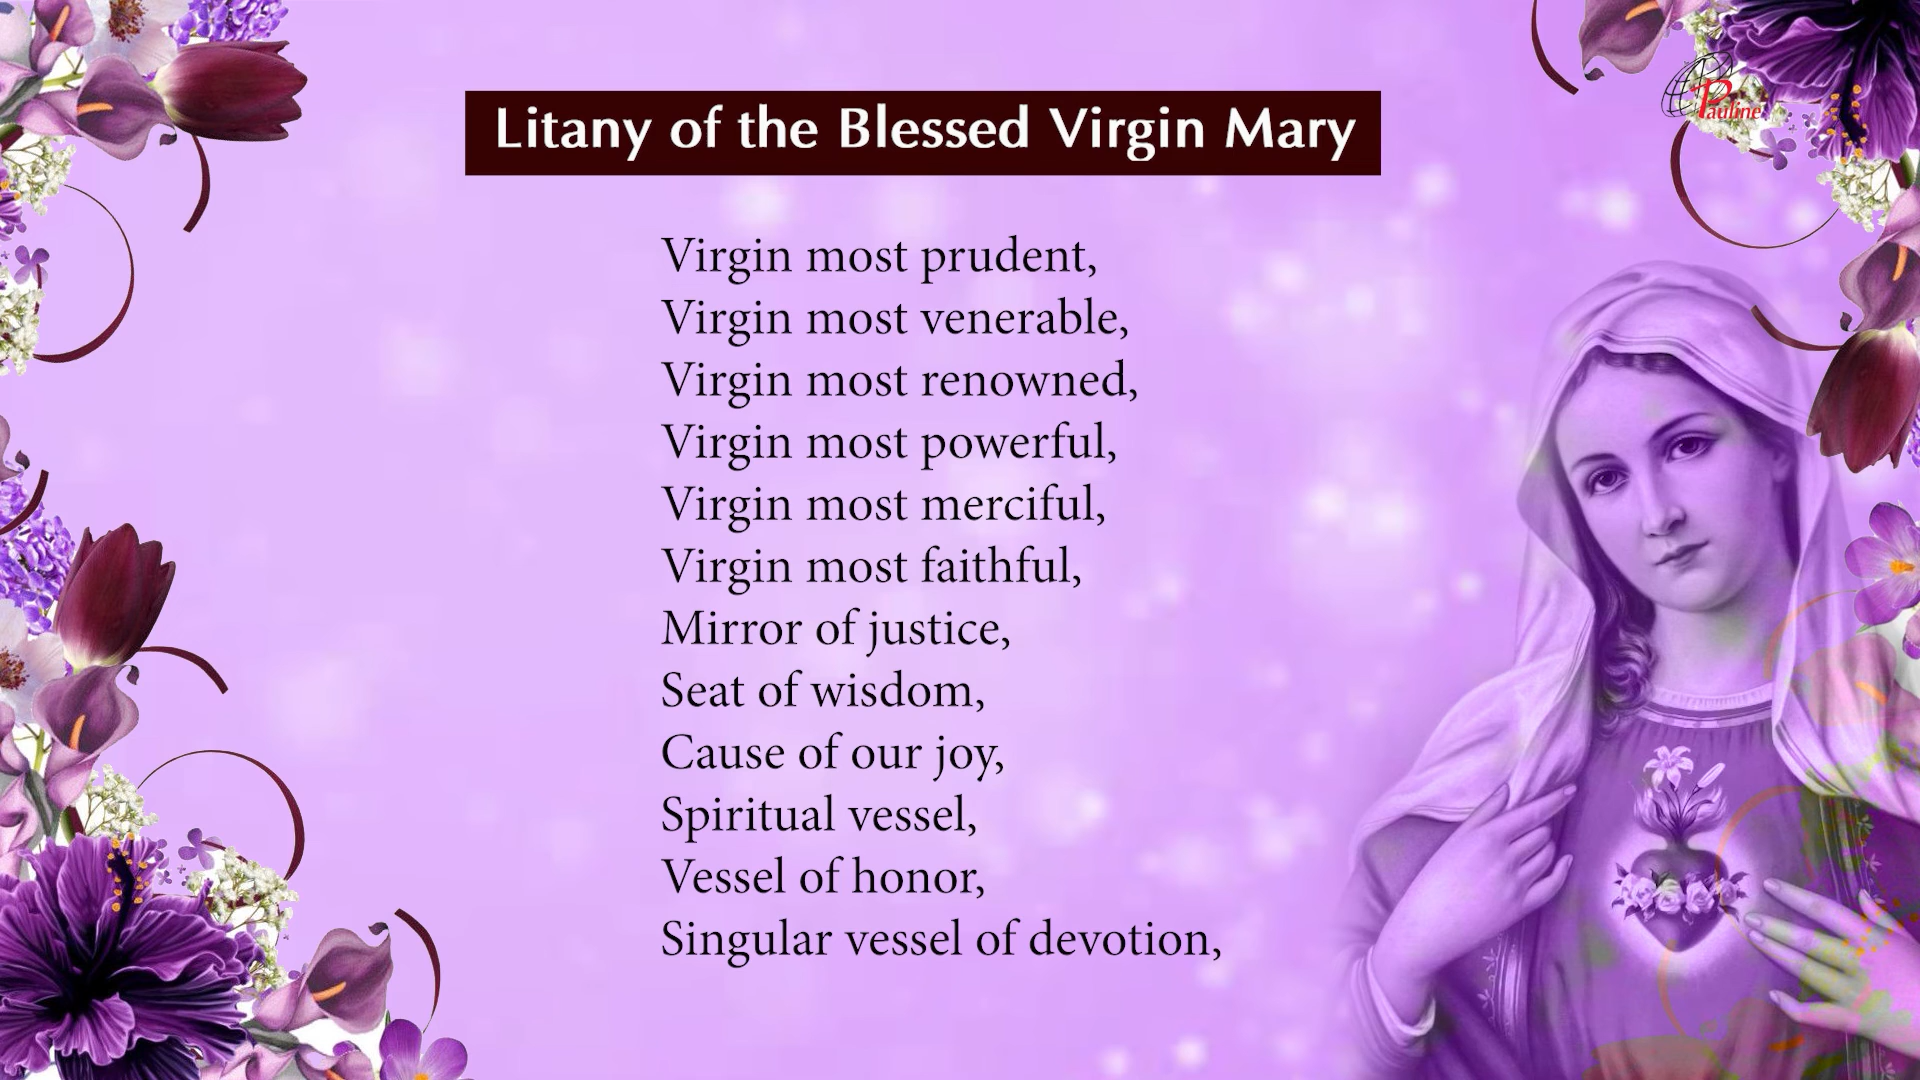 Pauline
Litany of the Blessed Virgin Mary
Virgin most prudent,
Virgin most venerable,
Virgin most renowned,
Virgin most powerful,
Virgin most merciful,
Virgin most faithful,
Mirror of justice,
Seat of wisdom,
Cause of our joy,
Spiritual vessel,
Vessel of honor,
Singular vessel of devotion,